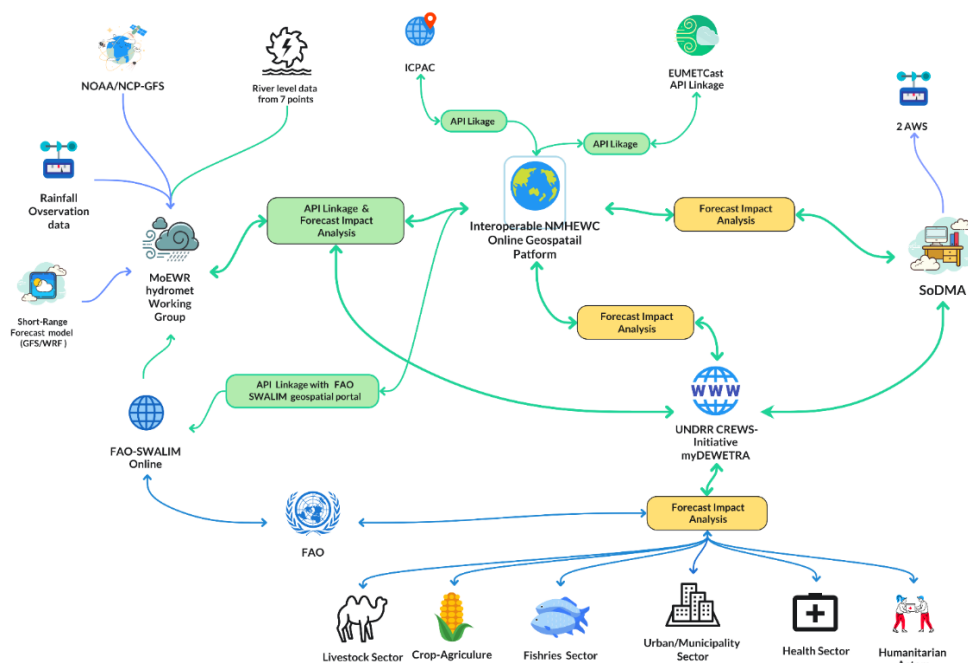 ICPAC
EUMETCast
API Linkage
NOAA/NCP-GFS
River level data
from 7 points
2 AWS
API Likage
API Likage
Rainfall
Ovservation
data
API Linkage &
Forecast Impact
Analysis
Forecast Impact
Analysis
Interoperable NMHEWC
Online Geospatail
Patform
MoEWR
hydromet
Working
Group
SoDMA
Short-Range
Forecast model
(GFS/WRF )
Forecast Impact
Analysis
API Linkage with FAO
SWALIM geospatial portal
WWW
UNDRR CREWS-
Initiative
myDEWETRA
FAO-SWALIM
Online
Forecast Impact
Analysis
FAO
Livestock Sector
Crop-Agriculure
Fishries Sector
Urban/Municipality
Sector
Health Sector
Humanitarian